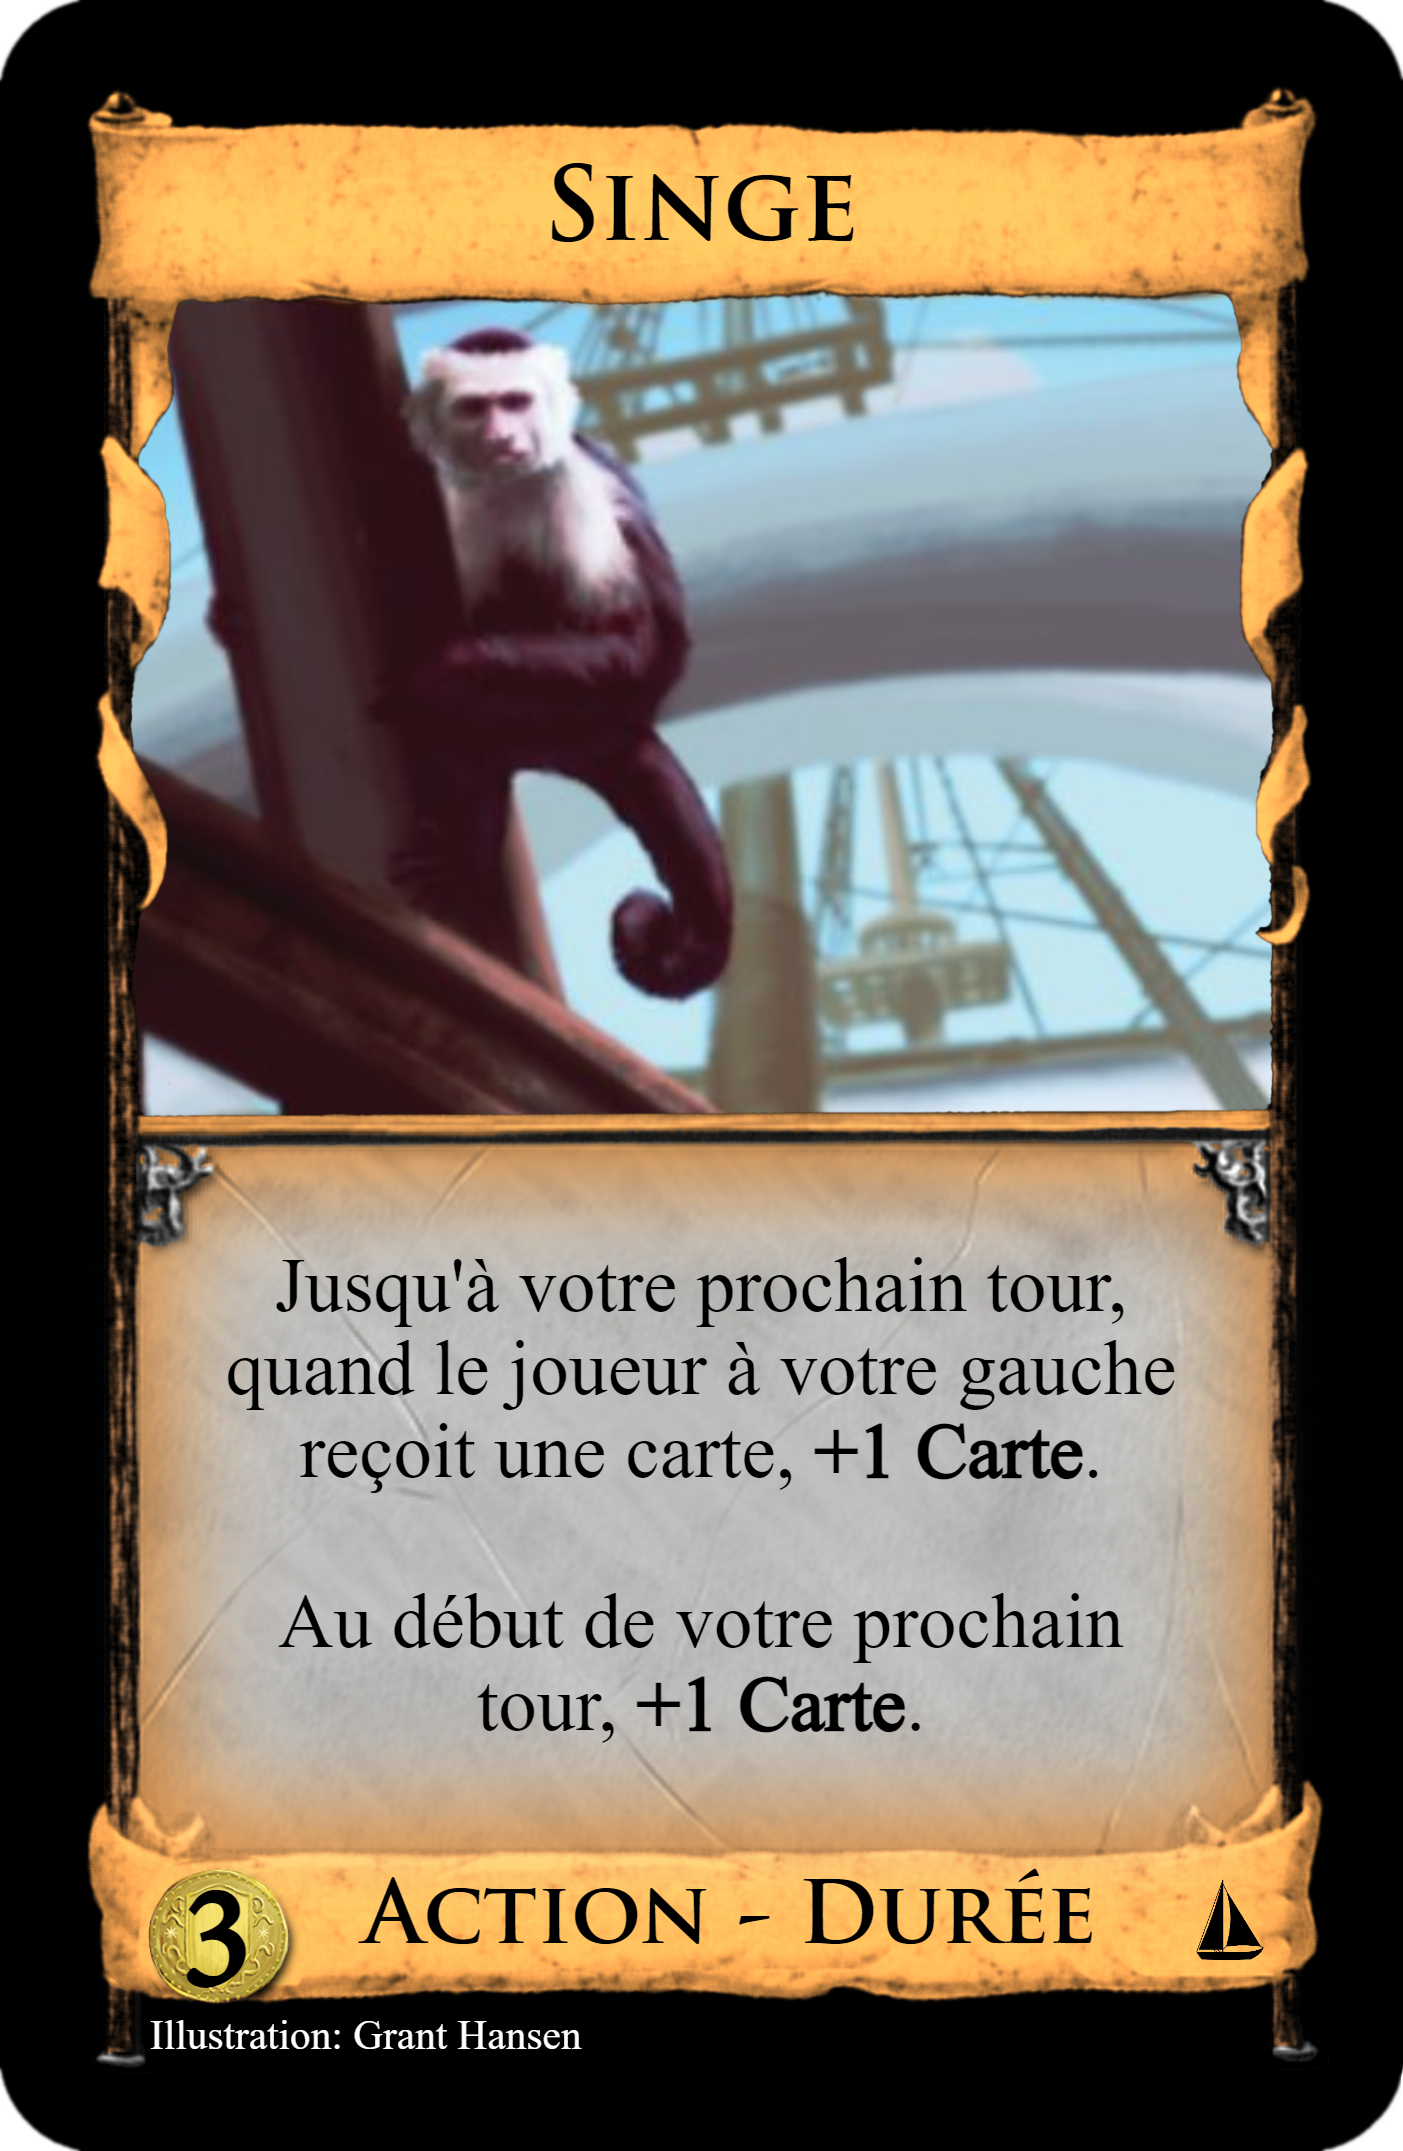 Singe
Jusqu'à votre prochain tour,
quand le joueur à votre gauche
reçoit une carte, +1 Carte.
Au début de votre prochain
tour, +1 Carte.
3 Action - Durée
Illustration: Grant Hansen